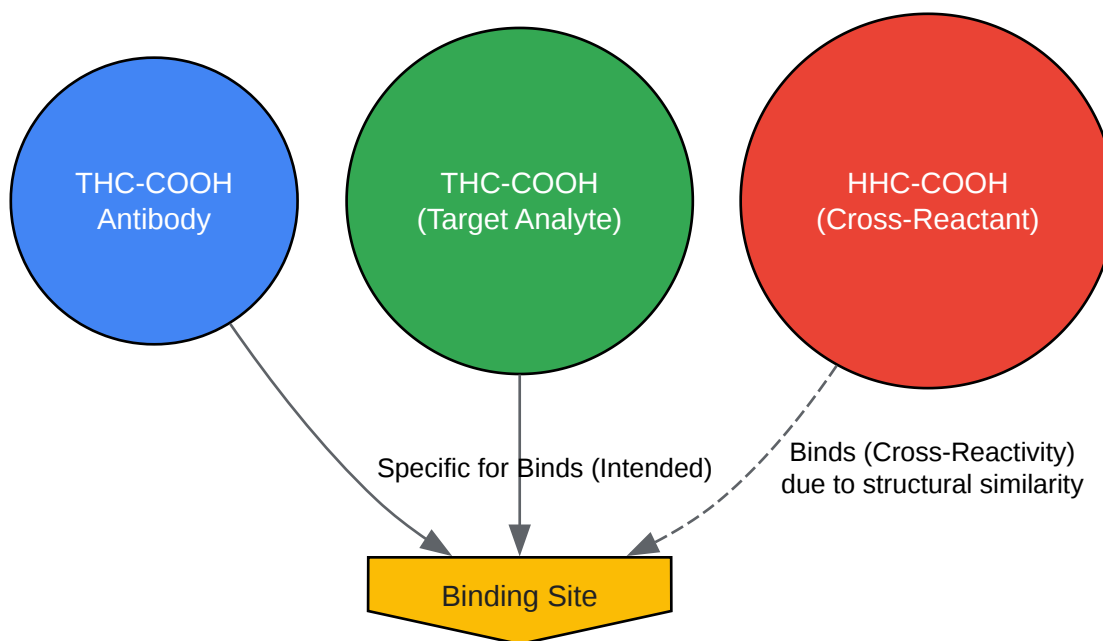 THC-COOH
Antibody
THC-COOH
(Target Analyte)
HHC-COOH
(Cross-Reactant)
Specific for
Binds (Intended)
Binds (Cross-Reactivity)
due to structural similarity
Binding Site